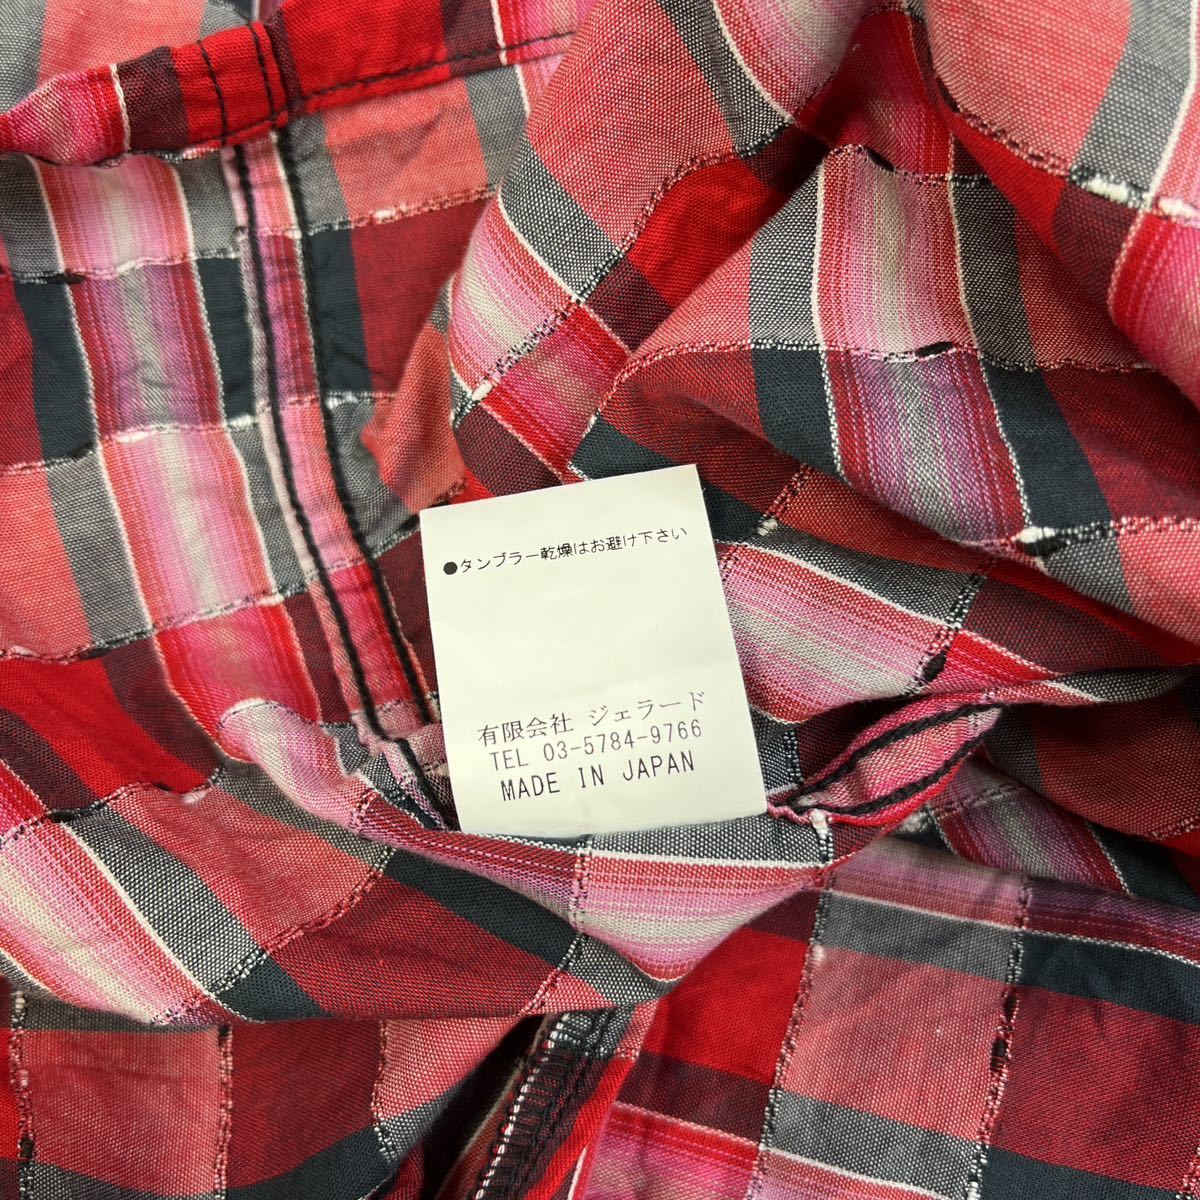 ●タンブラー乾燥はお避け下さい
有限会社 ジェラード
TEL 03-5784-9766
MADE IN JAPAN